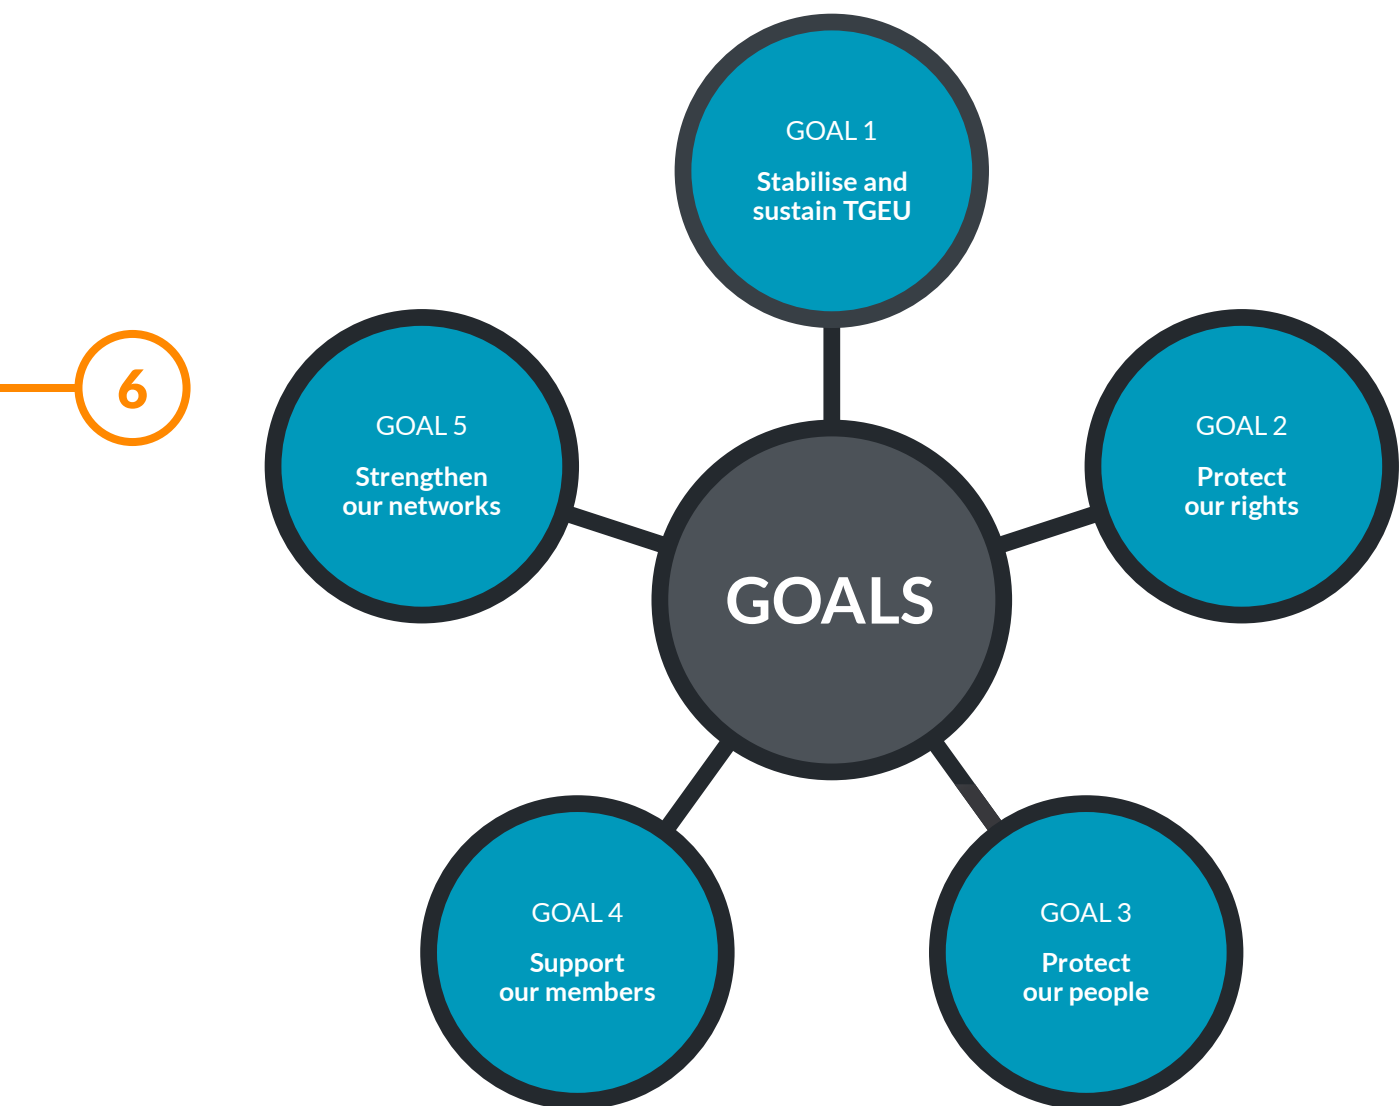 GOAL 1
Stabilise and
sustain TGEU
6
GOAL 5
Strengthen
our networks
GOAL 2
Protect
our rights
GOALS
GOAL 4
Support
our members
GOAL 3
Protect
our people